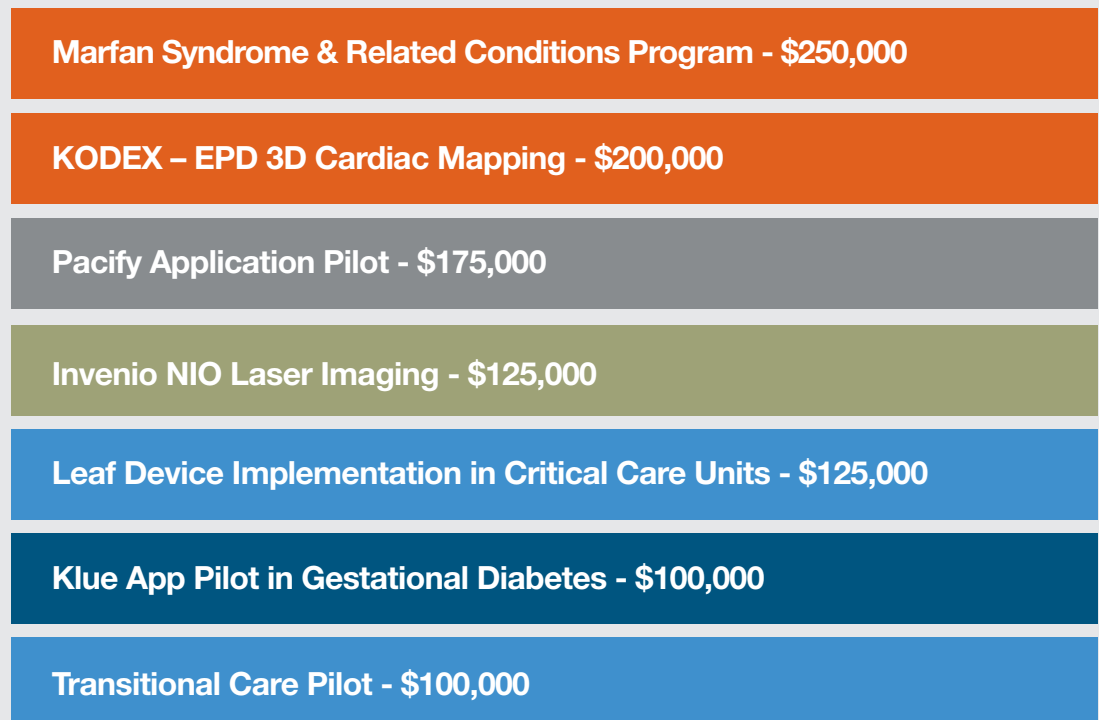 Marfan Syndrome & Related Conditions Program - $250,000
KODEX – EPD 3D Cardiac Mapping - $200,000
Pacify Application Pilot - $175,000
Invenio NIO Laser Imaging - $125,000
Leaf Device Implementation in Critical Care Units - $125,000
Klue App Pilot in Gestational Diabetes - $100,000
Transitional Care Pilot - $100,000